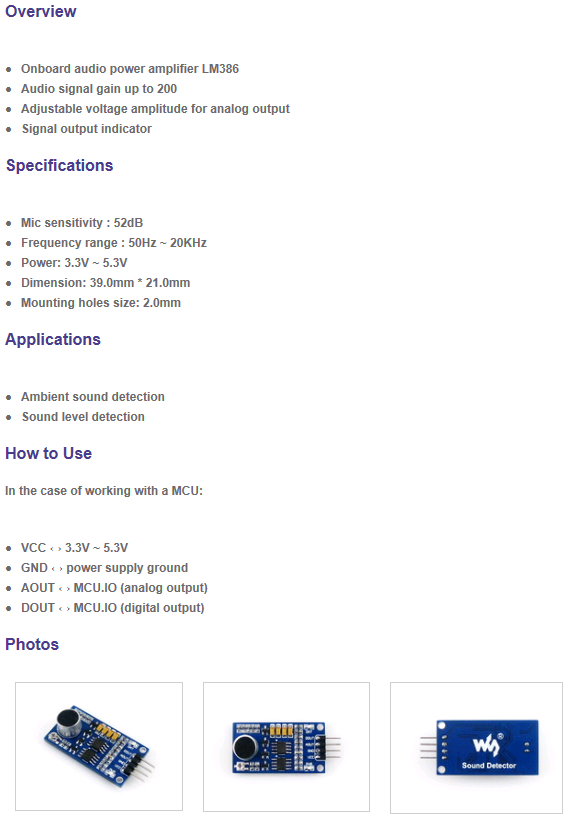 Overview
● Onboard audio power amplifier LM386
● Audio signal gain up to 200
● Adjustable voltage amplitude for analog output
● Signal output indicator
Specifications
● Mic sensitivity : 52dB
● Frequency range : 50Hz ~ 20KHz
● Power: 3.3V ~ 5.3V
● Dimension: 39.0mm * 21.0mm
● Mounting holes size: 2.0mm
Applications
● Ambient sound detection
● Sound level detection
How to Use
In the case of working with a MCU:
● VCC ‹ › 3.3V ~ 5.3V
● GND ‹ › power supply ground
● AOUT ‹ › MCU.IO (analog output)
● DOUT ‹ › MCU.IO (digital output)
Photos
®
Sound Detector